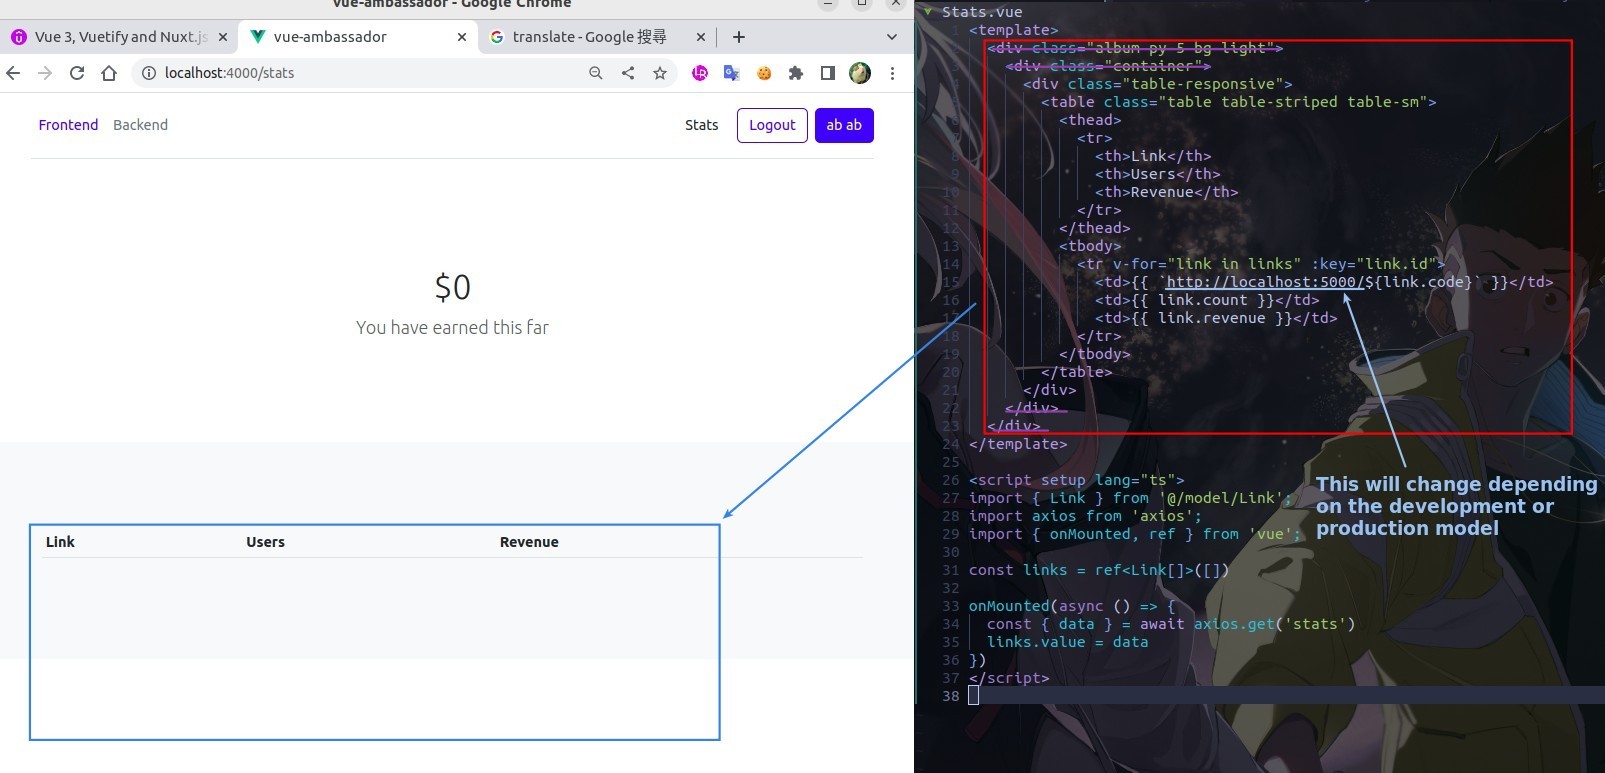 vue-ambassador - Google Chrome
Vue 3, Vuetify and Nuxt.js
vue-ambassador
translate - Google 搜尋
localhost:4000/stats
Frontend Backend Stats Logout ab ab
$0
You have earned this far
Link Users Revenue
Stats.vue
1 <template>
<div class="album py-5 bg-light">
<div class="container">
<div class="table-responsive">
<table class="table table-striped table-sm">
6 <thead>
7 <tr>
8 <th>Link</th>
9 <th>Users</th>
10 <th>Revenue</th>
11 </tr>
12 </thead>
13 <tbody>
14 <tr v-for="link in links" :key="link.id">
15 <td>{{ `http://localhost:5000/${link.code}` }}</td>
16 <td>{{ link.count }}</td>
17 <td>{{ link.revenue }}</td>
18 </tr>
19 </tbody>
20 </table>
21 </div>
22 </div>
23 </div>
24 </template>
25
26 <script setup lang="ts">
27 import { Link } from '@/model/Link';
28 import axios from 'axios';
29 import { onMounted, ref } from 'vue';
30
31 const links = ref<Link[]>([])
32
33 onMounted(async () => {
34 const { data } = await axios.get('stats')
35 links.value = data
36 })
37 </script>
38
This will change depending
on the development or
production model